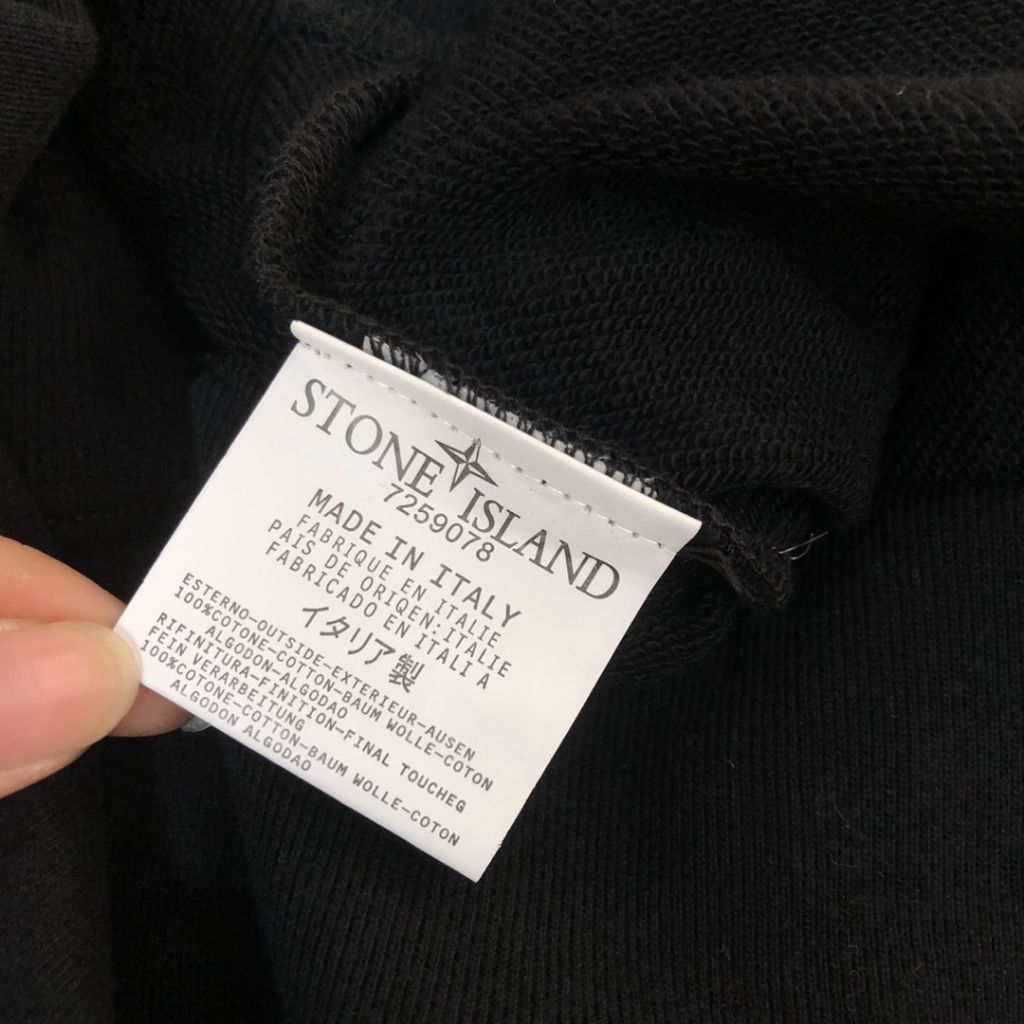 STONE ISLAND
7259078
MADE IN ITALY
FABRIQUE EN ITALIE
PAIS DE ORIQEN:ITALIE
FABRICADO EN ITALI A
イタリア製
ESTERNO-OUTSIDE-EXTERIEUR-AUSEN
100%COTONE-COTTON-BAUM WOLLE-COTON
ALGODON-ALGODAO
RIFINITURA-FINITION-FINAL TOUCHEG
FEIN VERARBEITUNG
100%COTONE-COTTON-BAUM WOLLE-COTON
ALGODON ALGODAO